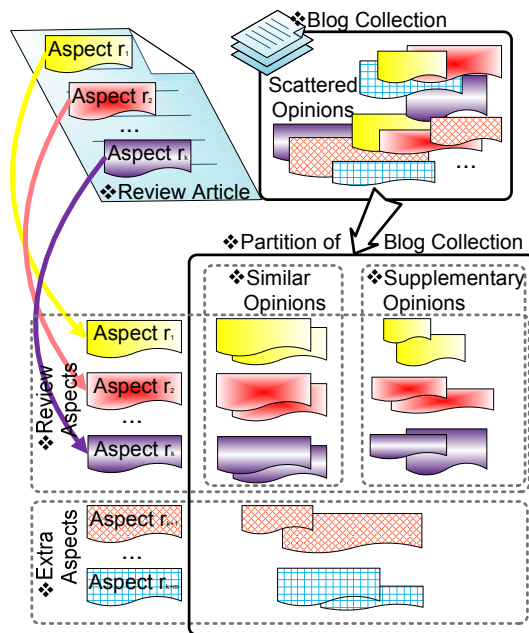 Aspect r1
Aspect r2
...
Aspect rk
❖Review Article
❖Blog Collection
Scattered
Opinions
...
❖Partition of Blog Collection
❖Similar
Opinions
❖Supplementary
Opinions
❖Review
Aspects
Aspect r1
Aspect r2
...
Aspect rk
❖Extra
Aspects
Aspect rk+1
...
Aspect rk+m